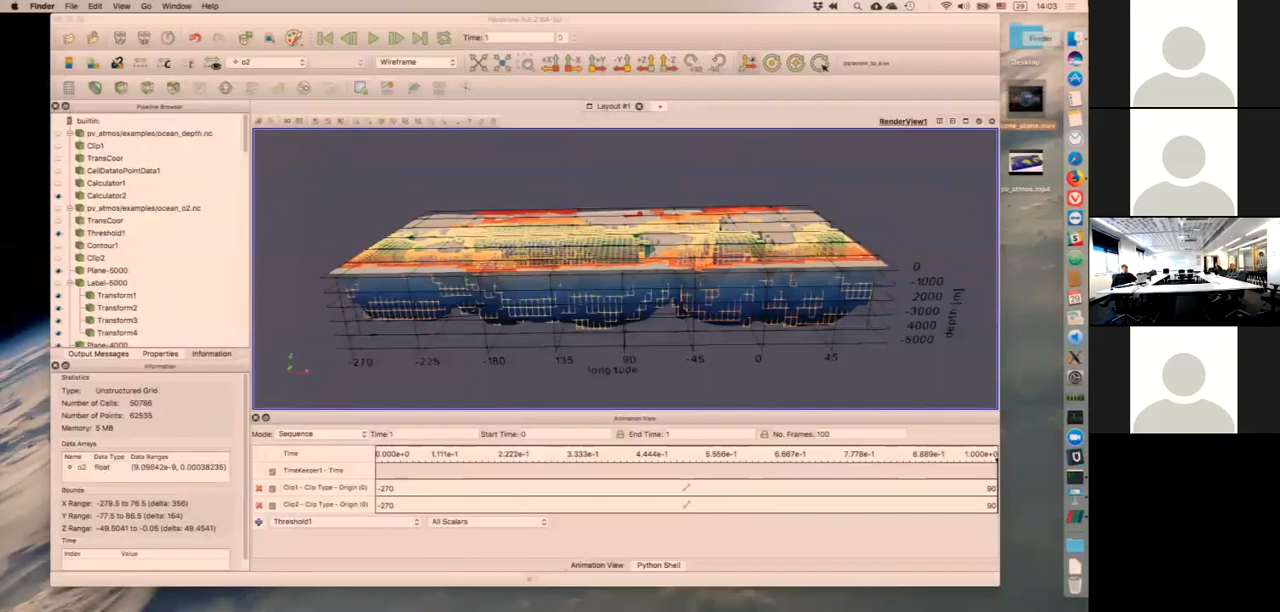 Finder File Edit View Go Window Help 29 14:03
Time: 1 0
o2 Wireframe
Pipeline Browser Layout #1 Desktop
builtin: RenderView1
pv_atmos/examples/ocean_depth.nc
Clip1
TransCoor
CellDatatoPointData1
Calculator1
Calculator2
pv_atmos/examples/ocean_o2.nc
TransCoor
Threshold1
Contour1
Clip2
Plane-5000
Label-5000
Transform1
Transform2
Transform3
Transform4
Plane-4000
pv_atmos.mp4
0
-1000
2000
-3000
4000
-5000
depth [m]
-270 -225 -180 135 90 -45 0 45
longitude
Output Messages Properties Information
Information
Statistics
Type: Unstructured Grid
Number of Cells: 50786
Number of Points: 62535
Memory: 5 MB
Data Arrays
Name Data Type Data Ranges
o2 float [9.09842e-9, 0.00038235]
Bounds
X Range: -279.5 to 76.5 (delta: 356)
Y Range: -77.5 to 86.5 (delta: 164)
Z Range: -49.5041 to -0.05 (delta: 49.4541)
Time
Index Value
Animation View
Mode: Sequence Time: 1 Start Time: 0 End Time: 1 No. Frames: 100
Time 0.000e+0 1.111e-1 2.222e-1 3.333e-1 4.444e-1 5.556e-1 6.667e-1 7.778e-1 8.889e-1 1.000e+0
TimeKeeper1 - Time
Clip1 - Clip Type - Origin (0) -270 90
Clip2 - Clip Type - Origin (0) -270 90
Threshold1 All Scalars
Animation View Python Shell